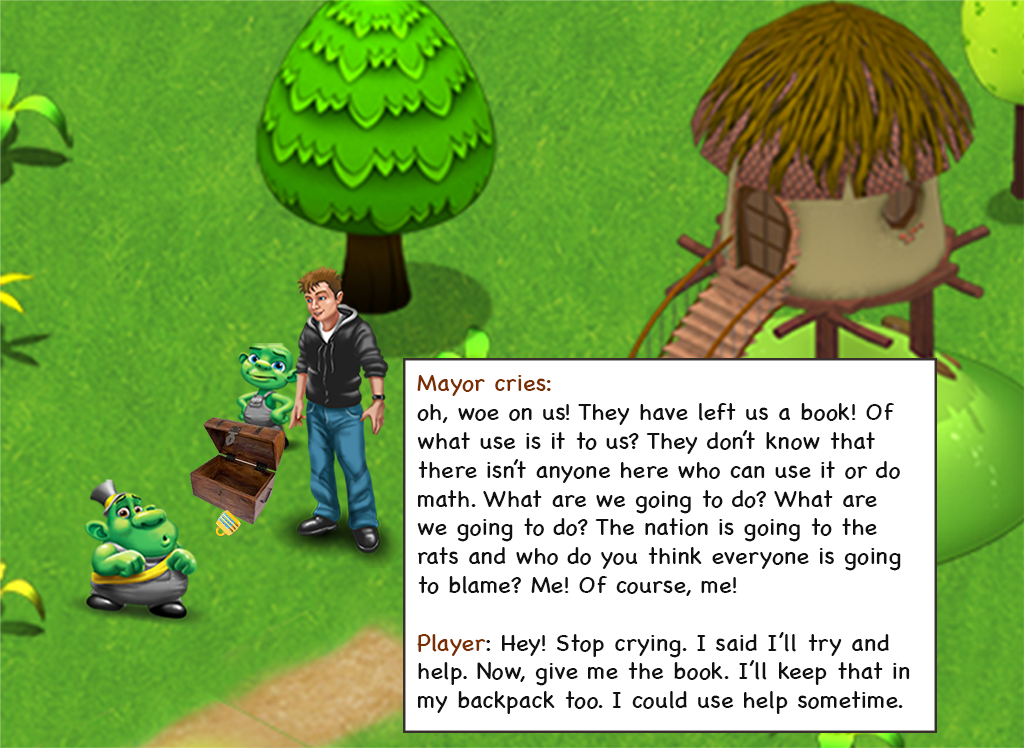 Mayor cries:
oh, woe on us! They have left us a book! Of
what use is it to us? They don't know that
there isn't anyone here who can use it or do
math. What are we going to do? What are
we going to do? The nation is going to the
rats and who do you think everyone is going
to blame? Me! Of course, me!
Player: Hey! Stop crying. I said I'll try and
help. Now, give me the book. I'll keep that in
my backpack too. I could use help sometime.